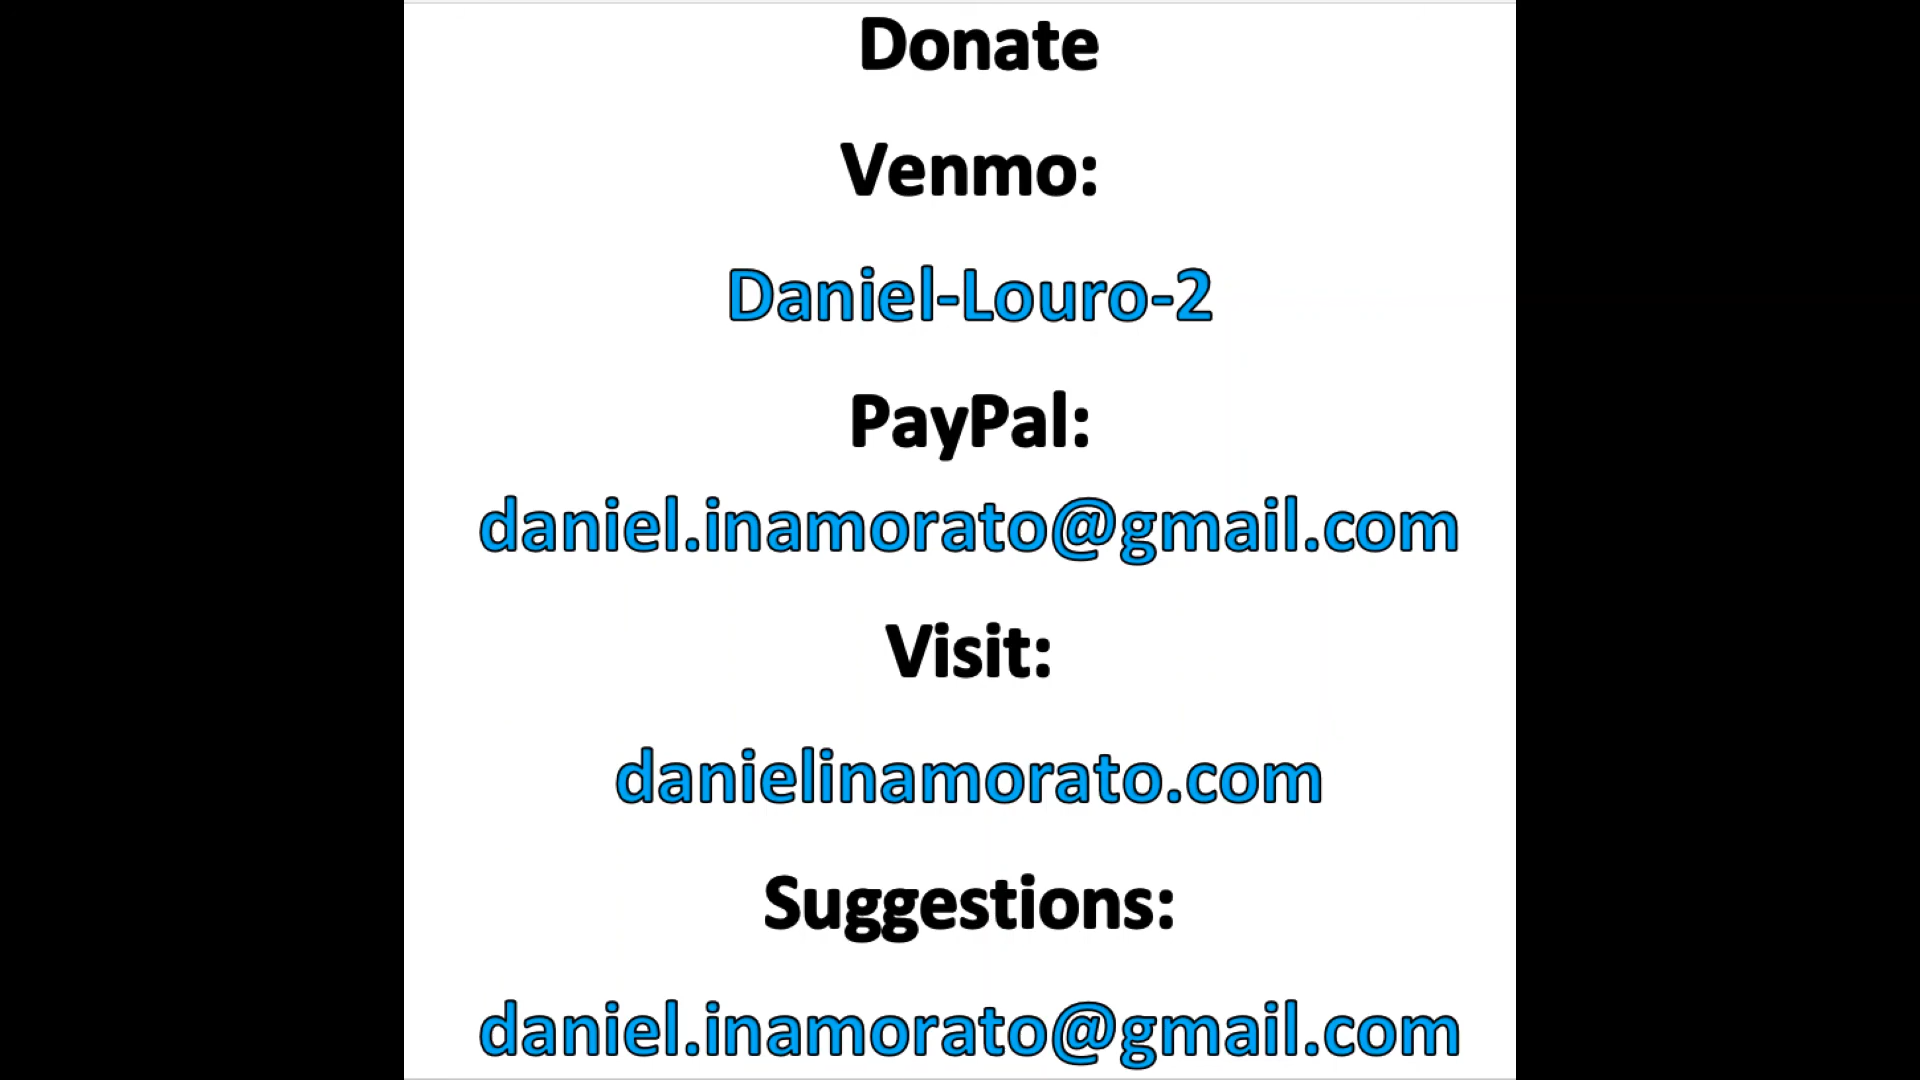 Donate
Venmo:
Daniel-Louro-2
PayPal:
daniel.inamorato@gmail.com
Visit:
danielinamorato.com
Suggestions:
daniel.inamorato@gmail.com